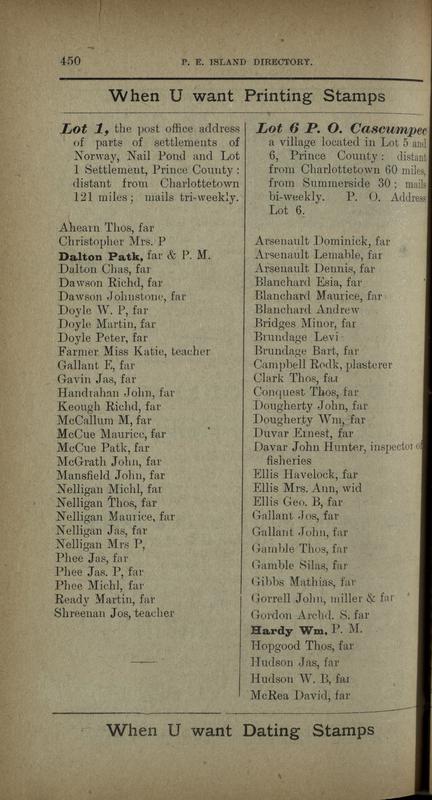 450
P. E. ISLAND DIRECTORY.
When U want Printing Stamps
Lot 1, the post office address
of parts of settlements of
Norway, Nail Pond and Lot
1 Settlement, Prince County :
distant from Charlottetown
121 miles ; mails tri-weekly.
Ahearn Thos, far
Christopher Mrs. P
Dalton Patk, far & P. M.
Dalton Chas, far
Dawson Richd, far
Dawson Johnstone, far
Doyle W. P, far
Doyle Martin, far
Doyle Peter, far
Farmer Miss Katie, teacher
Gallant E, far
Gavin Jas, far
Handrahan John, far
Keough Richd, far
McCallum M, far
McCue Maurice, far
McCue Patk, far
McGrath John, far
Mansfield John, far
Nelligan Michl, far
Nelligan Thos, far
Nelligan Maurice, far
Nelligan Jas, far
Nelligan Mrs P,
Phee Jas, far
Phee Jas. P, far
Phee Michl, far
Ready Martin, far
Shreenan Jos, teacher
Lot 6 P. O. Cascumpec
a village located in Lot 5 and
6, Prince County : distant
from Charlottetown 60 miles,
from Summerside 30 ; mails
bi-weekly. P. O. Address
Lot 6.
Arsenault Dominick, far
Arsenault Lemable, far
Arsenault Dennis, far
Blanchard Esia, far
Blanchard Maurice, far
Blanchard Andrew
Bridges Minor, far
Brundage Levi
Brundage Bart, far
Campbell Rodk, plasterer
Clark Thos, far
Conquest Thos, far
Dougherty John, far
Dougherty Wm, far
Duvar Ernest, far
Davar John Hunter, inspector of
fisheries
Ellis Havelock, far
Ellis Mrs. Ann, wid
Ellis Geo. B, far
Gallant Jos, far
Gallant John, far
Gamble Thos, far
Gamble Silas, far
Gibbs Mathias, far
Gorrell John, miller & far
Gordon Archd. S. far
Hardy Wm, P. M.
Hopgood Thos, far
Hudson Jas, far
Hudson W. B, far
McRea David, far
When U want Dating Stamps